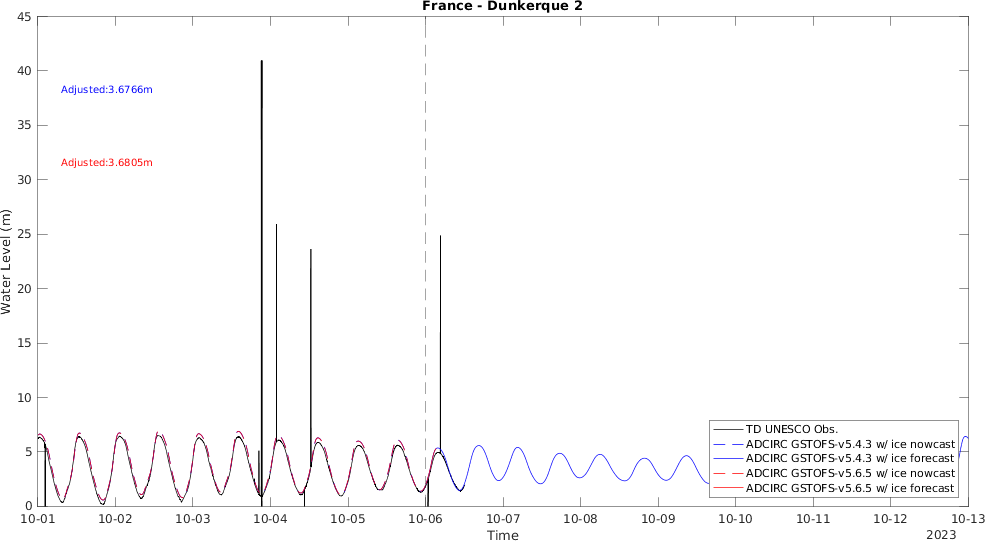 France - Dunkerque 2
45
40
35
30
25
20
15
10
5
0
Water Level (m)
Adjusted:3.6766m
Adjusted:3.6805m
TD UNESCO Obs.
ADCIRC GSTOFS-v5.4.3 w/ ice nowcast
ADCIRC GSTOFS-v5.4.3 w/ ice forecast
ADCIRC GSTOFS-v5.6.5 w/ ice nowcast
ADCIRC GSTOFS-v5.6.5 w/ ice forecast
10-01 10-02 10-03 10-04 10-05 10-06 10-07 10-08 10-09 10-10 10-11 10-12 10-13
Time
2023